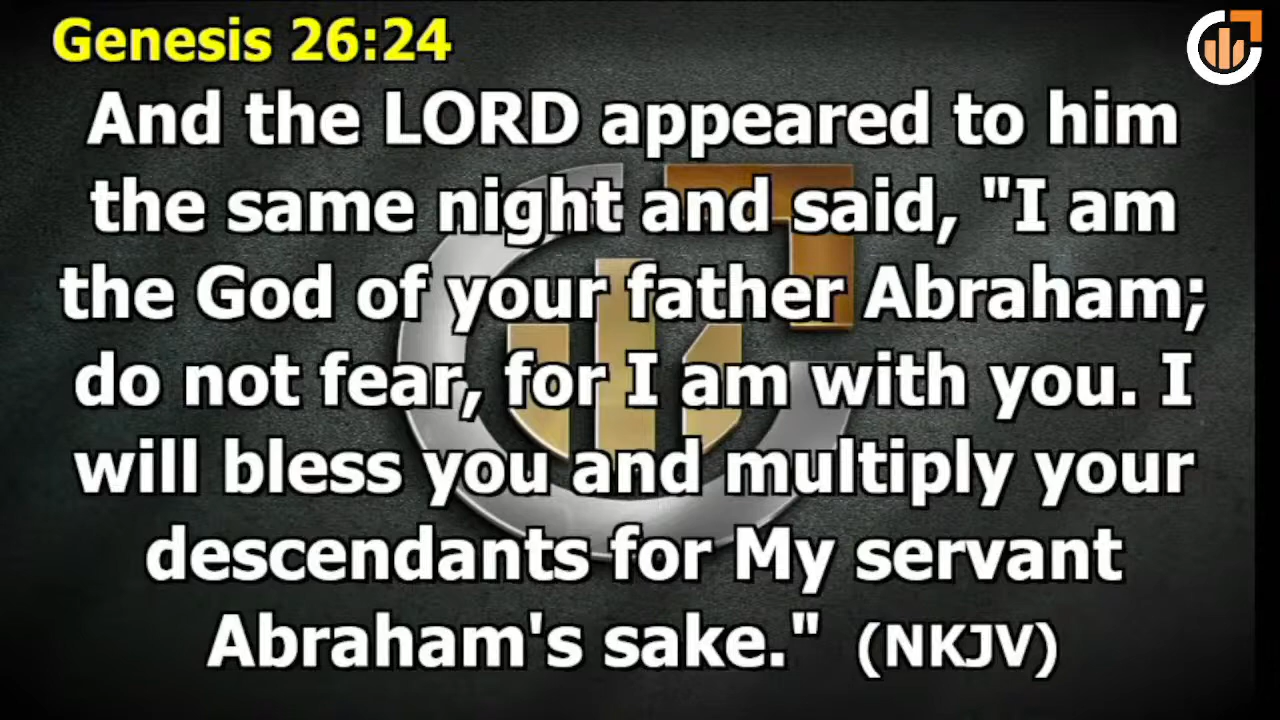 Genesis 26:24
And the LORD appeared to him
the same night and said, "I am
the God of your father Abraham;
do not fear, for I am with you. I
will bless you and multiply your
descendants for My servant
Abraham's sake." (NKJV)